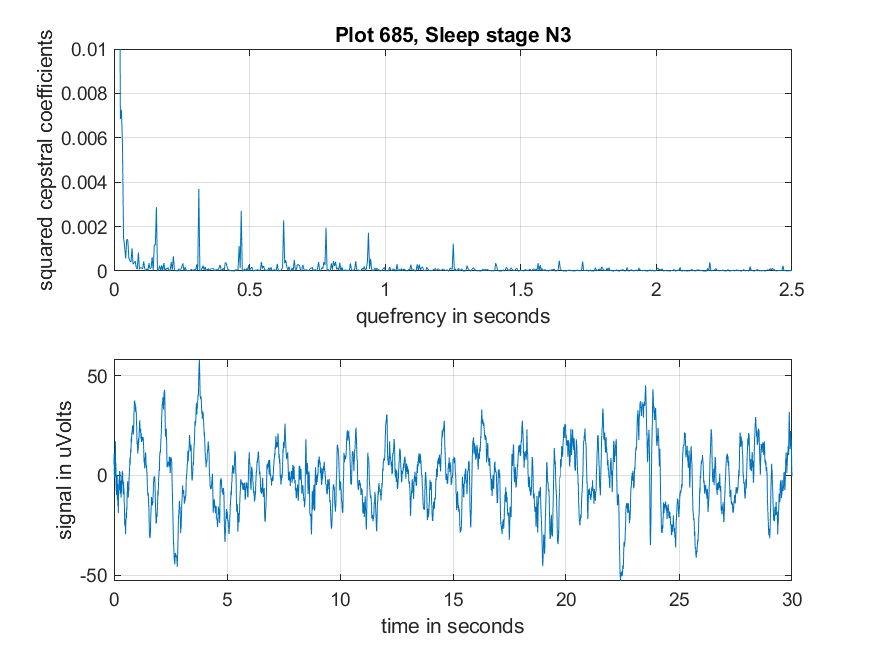 Plot 685, Sleep stage N3
squared cepstral coefficients
0.01
0.008
0.006
0.004
0.002
0
0 0.5 1 1.5 2 2.5
quefrency in seconds
signal in uVolts
50
0
-50
0 5 10 15 20 25 30
time in seconds